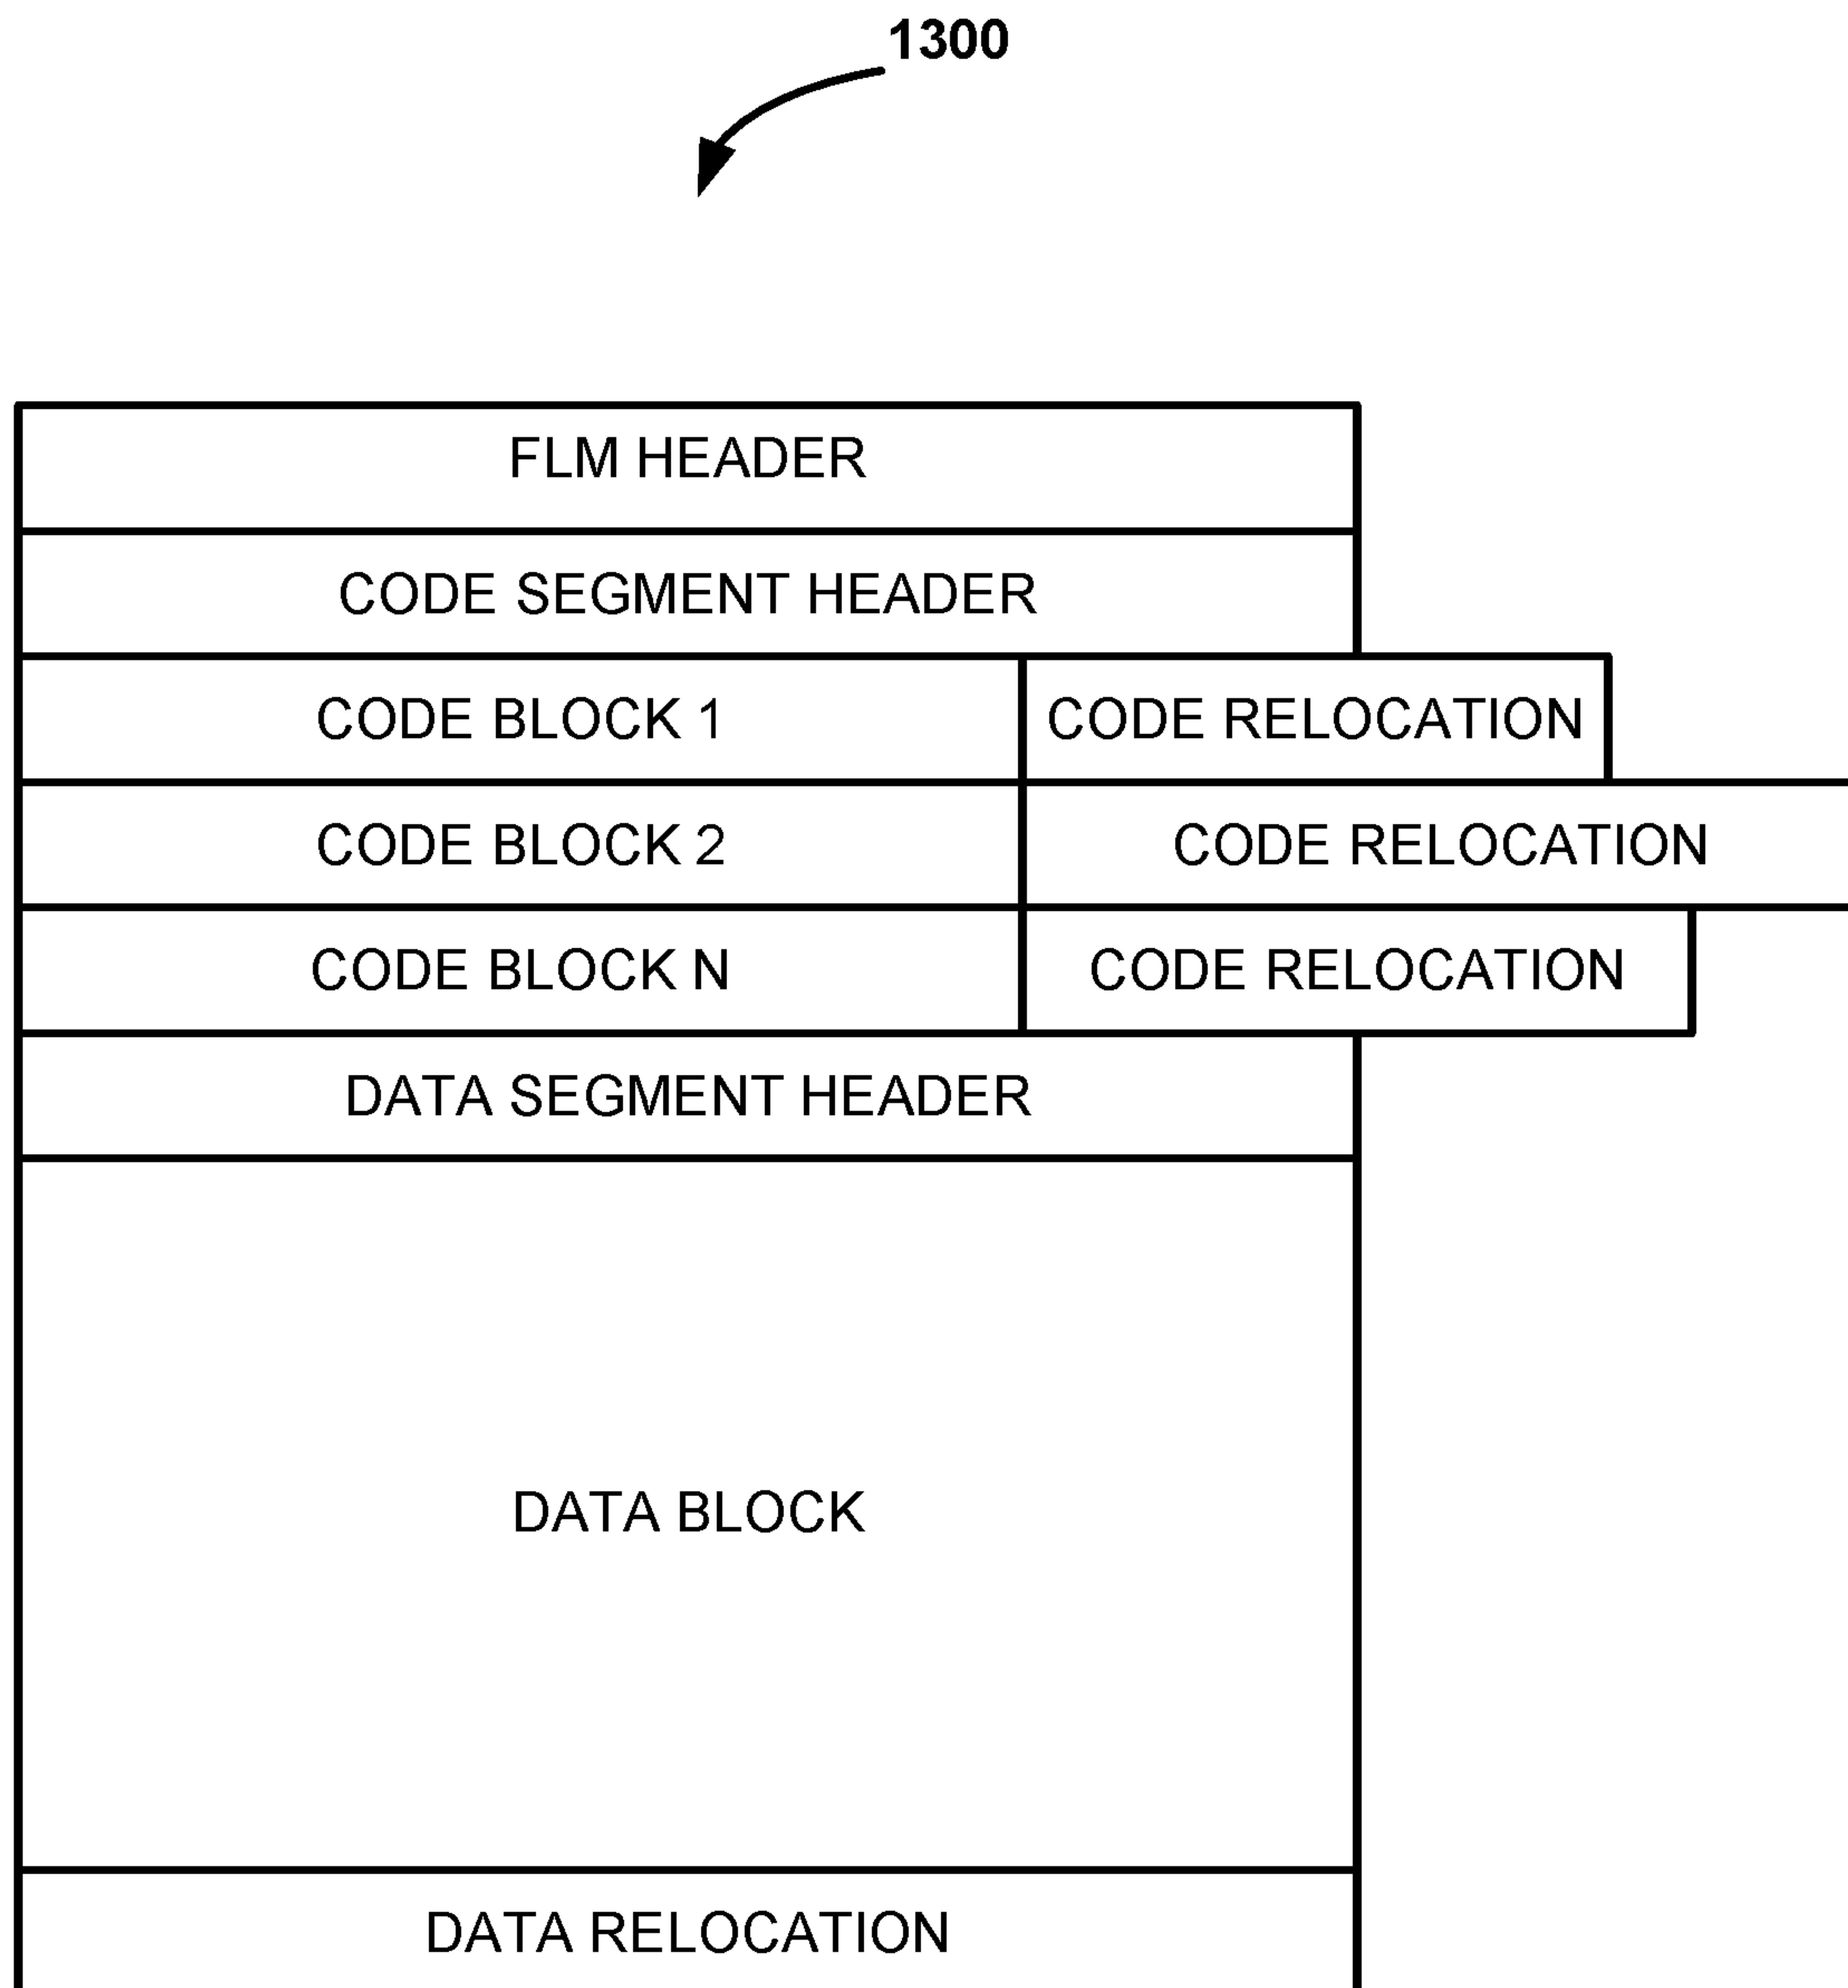 1300
FLM HEADER
CODE SEGMENT HEADER
CODE BLOCK 1 CODE RELOCATION
CODE BLOCK 2 CODE RELOCATION
CODE BLOCK N CODE RELOCATION
DATA SEGMENT HEADER
DATA BLOCK
DATA RELOCATION